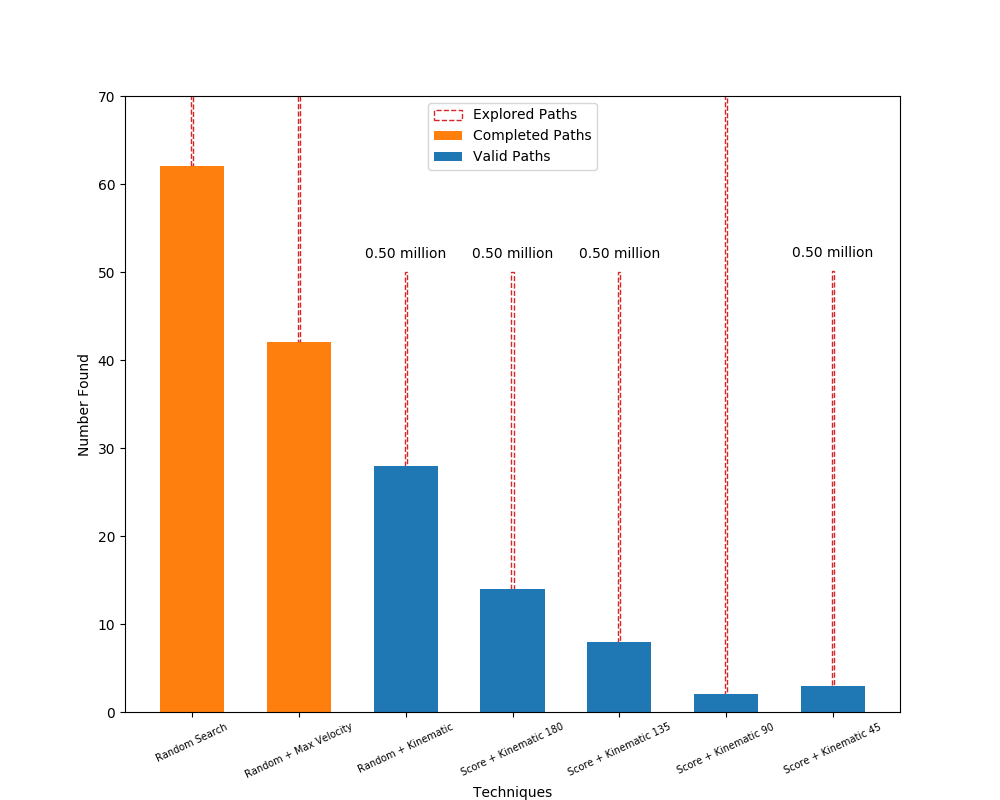 70
60
50
40
30
20
10
0
Number Found
Explored Paths
Completed Paths
Valid Paths
0.50 million
0.50 million
0.50 million
0.50 million
Random Search
Random + Max Velocity
Random + Kinematic
Score + Kinematic 180
Score + Kinematic 135
Score + Kinematic 90
Score + Kinematic 45
Techniques